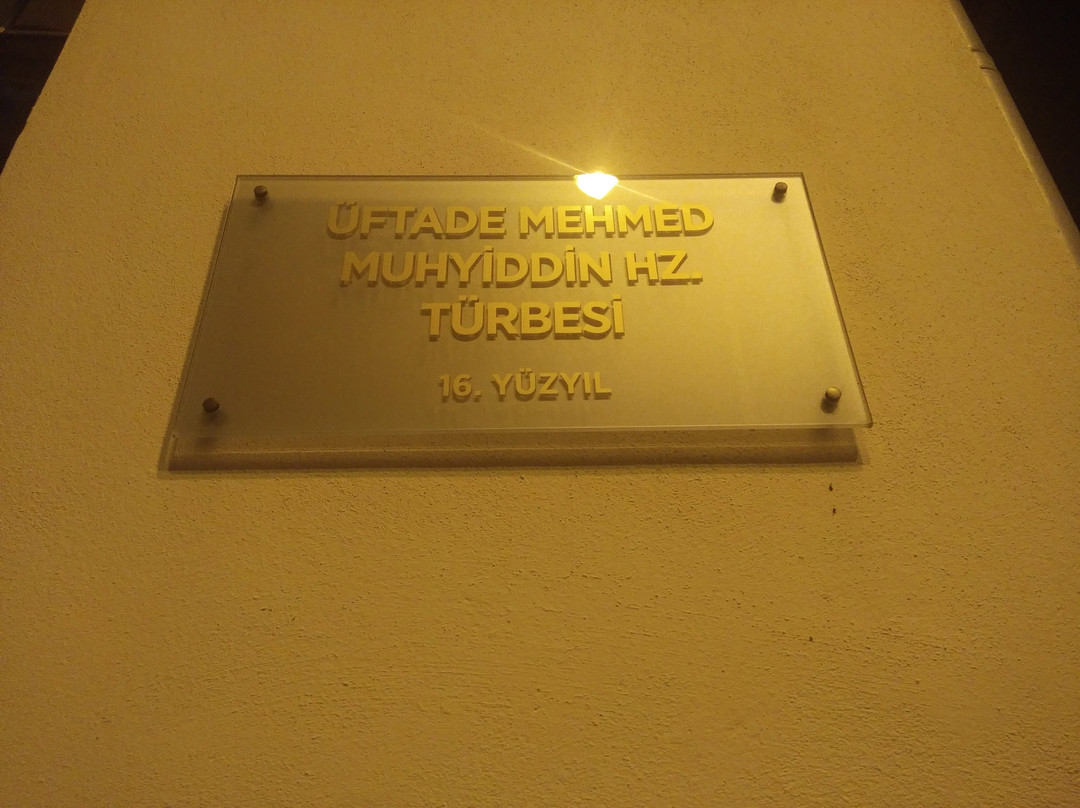 ÜFTADE MEHMED
MUHYİDDİN HZ.
TÜRBESİ
16. YÜZYIL